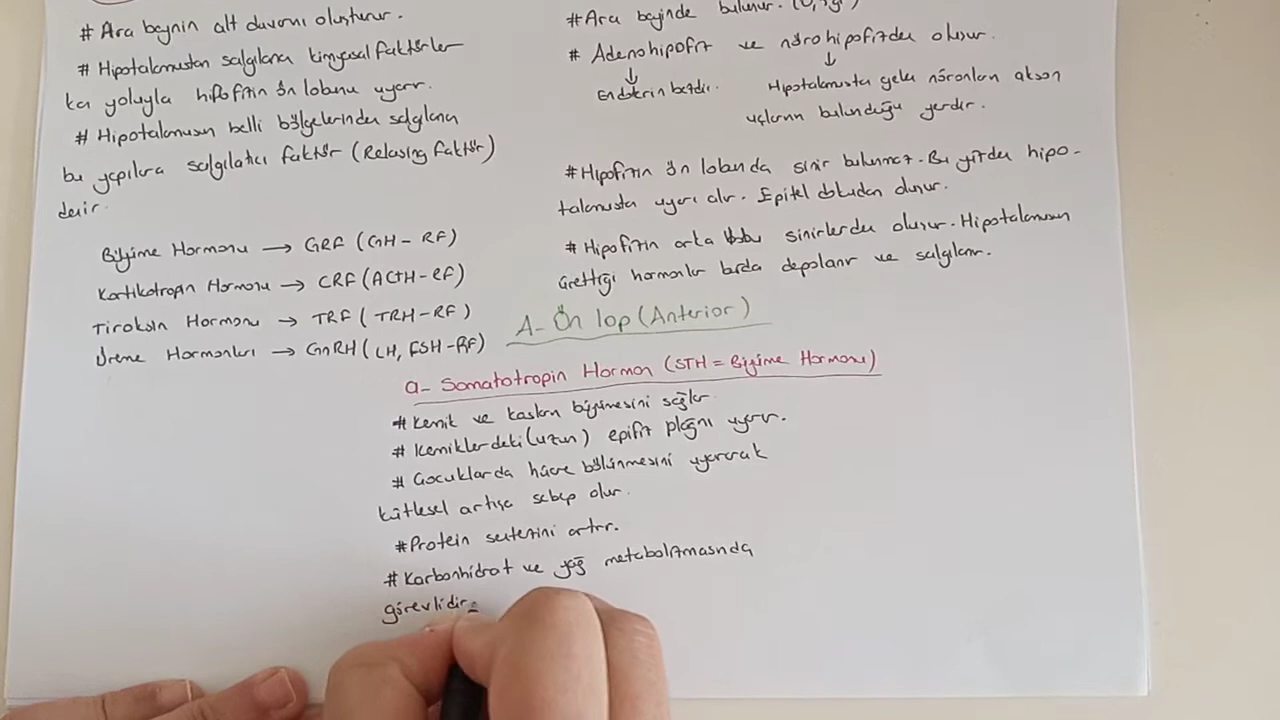 # Ara beynin alt duvarını oluşturur.
# Hipotalamustan salgılanan kimyasal faktörler
kan yoluyla hipofizin ön lobunu uyarır.
# Hipotalamusun belli bölgelerinden salgılanan
bu yapılara salgılatıcı faktör (Relasing faktör)
denir.
Büyüme Hormonu → GRF (GH - RF)
Kortikotropin Hormonu → CRF (ACTH - RF)
Tiroksin Hormonu → TRF (TRH - RF)
Üreme Hormonları → GnRH (LH, FSH - RF)
# Ara beyinde bulunur.
# Adenohipofiz ve nörohipofizden oluşur.
↓ ↓
Endokrin bezdir. Hipotalamustan gelen nöronların akson
uçlarının bulunduğu yerdir.
# Hipofizin ön lobunda sinir bulunmaz. Bu yüzden hipo-
talamustan uyarı alır. Epitel dokudan oluşur.
# Hipofizin arka lobu sinirlerden oluşur. Hipotalamusun
ürettiği hormonlar burda depolanır ve salgılanır.
A- Ön lop (Anterior)
a- Somatotropin Hormon (STH = Büyüme Hormonu)
# Kemik ve kasların büyümesini sağlar.
# Kemiklerdeki (uzun) epifiz plağını uyarır.
# Çocuklarda hücre bölünmesini uyararak
kütlesel artışa sebep olur.
# Protein sentezini artırır.
# Karbonhidrat ve yağ metabolizmasında
görevlidir.